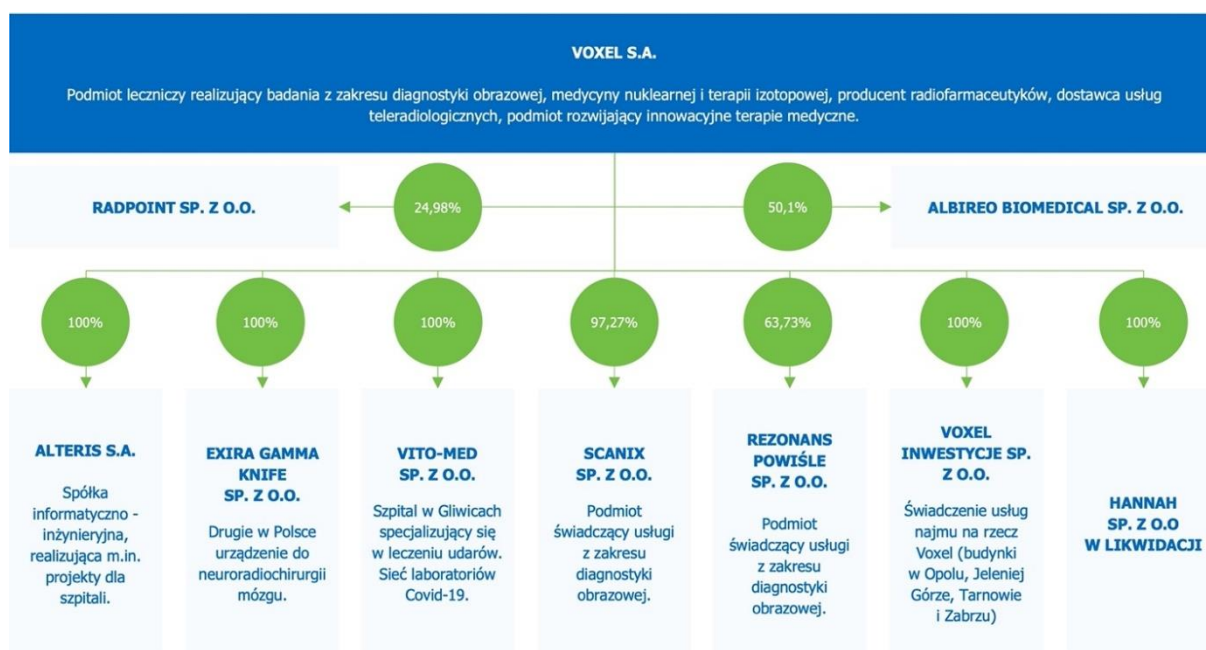 VOXEL S.A.
Podmiot leczniczy realizujący badania z zakresu diagnostyki obrazowej, medycyny nuklearnej i terapii izotopowej, producent radiofarmaceutyków, dostawca usług
teleradiologicznych, podmiot rozwijający innowacyjne terapie medyczne.
RADPOINT SP. Z O.O.
24,98%
50,1%
ALBIREO BIOMEDICAL SP. Z O.O.
100%
100%
100%
97,27%
63,73%
100%
100%
ALTERIS S.A.
Spółka
informatyczno -
inżynieryjna,
realizująca m.in.
projekty dla
szpitali.
EXIRA GAMMA
KNIFE
SP. Z O.O.
Drugie w Polsce
urządzenie do
neuroradiochirurgii
mózgu.
VITO-MED
SP. Z O.O.
Szpital w Gliwicach
specjalizujący się
w leczeniu udarów.
Sieć laboratoriów
Covid-19.
SCANIX
SP. Z O.O.
Podmiot
świadczący usługi
z zakresu
diagnostyki
obrazowej.
REZONANS
POWIŚLE
SP. Z O.O.
Podmiot
świadczący usługi
z zakresu
diagnostyki
obrazowej.
VOXEL
INWESTYCJE SP.
Z O.O.
Świadczenie usług
najmu na rzecz
Voxel (budynki
w Opolu, Jeleniej
Górze, Tarnowie
i Zabrzu)
HANNAH
SP. Z O.O
W LIKWIDACJI